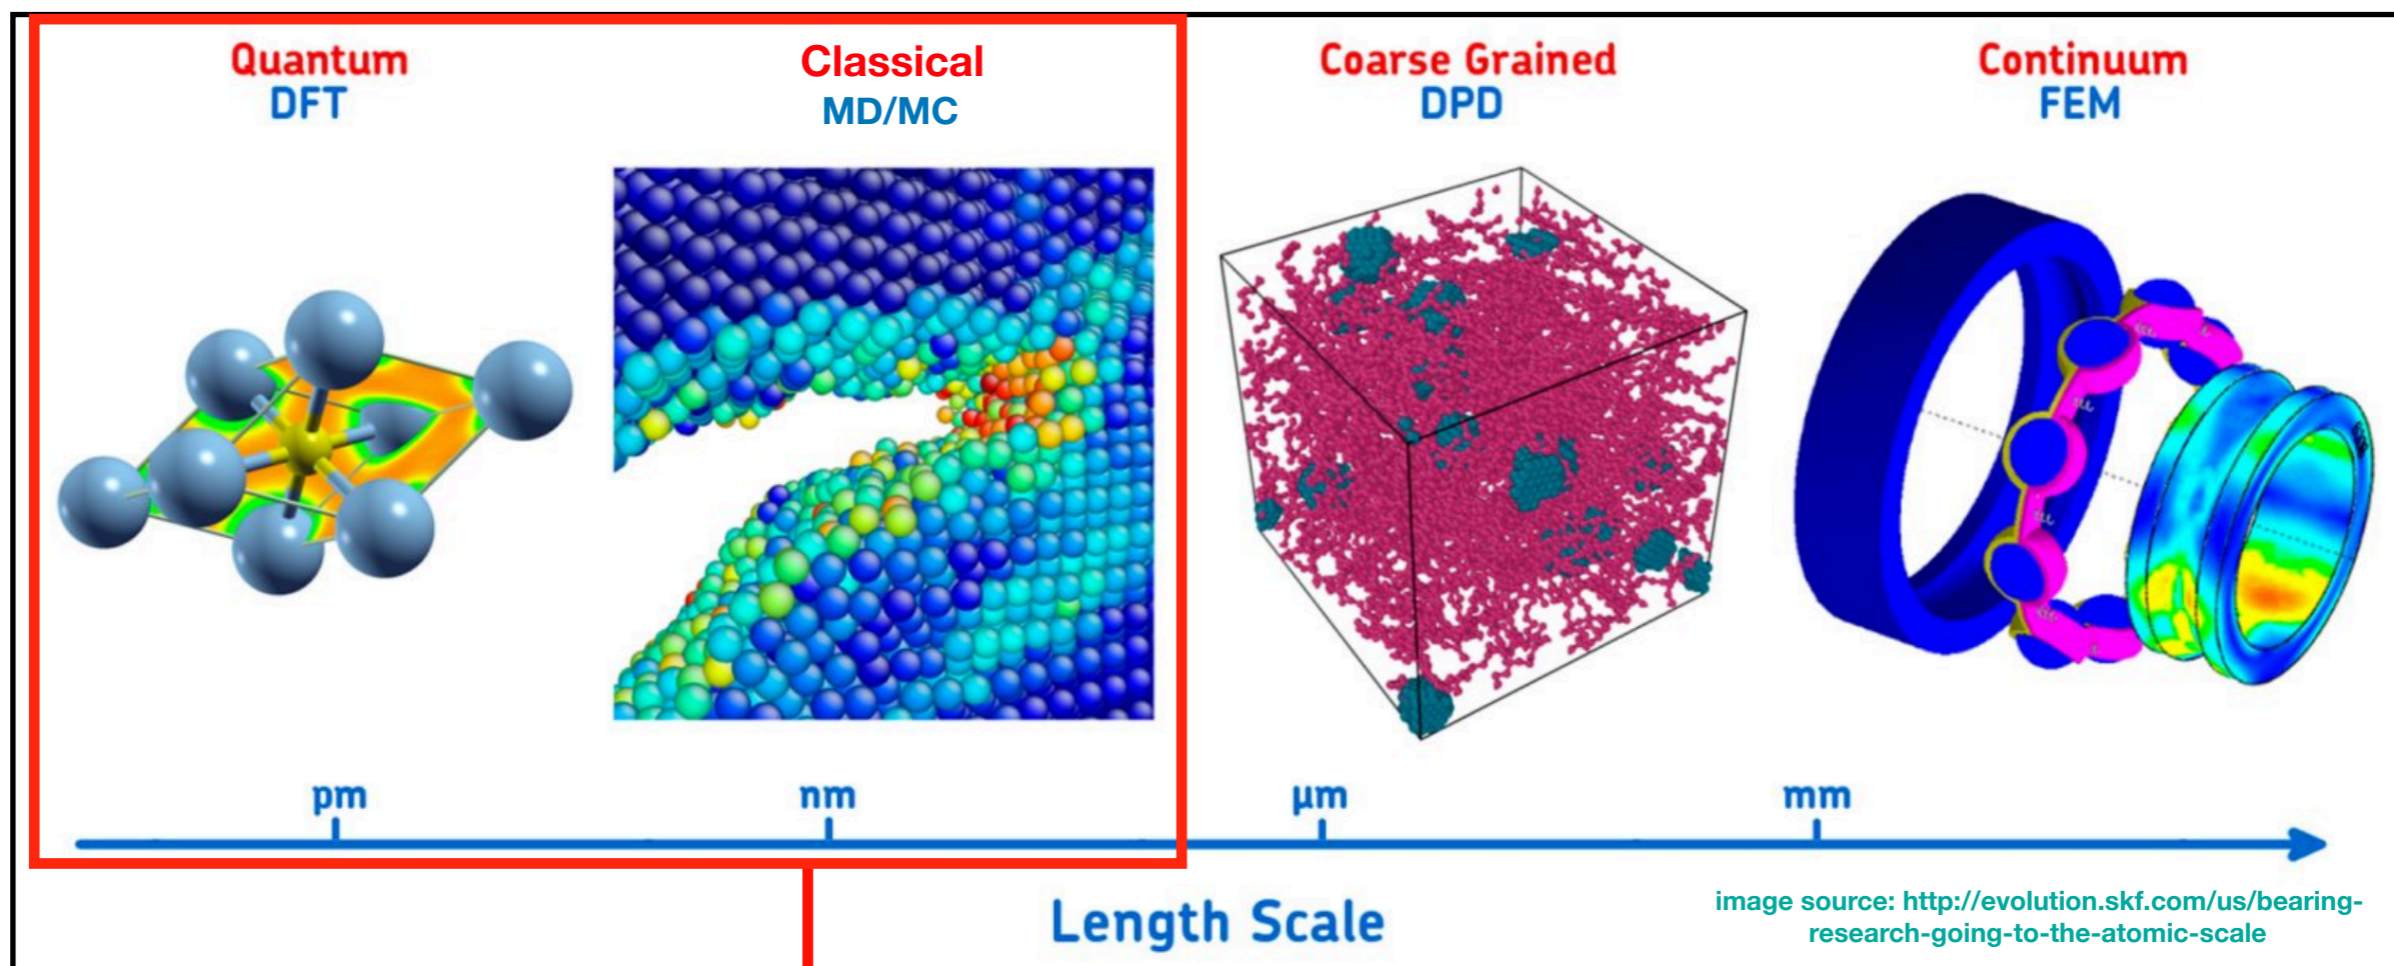 Quantum
DFT
Classical
MD/MC
Coarse Grained
DPD
Continuum
FEM
pm
nm
µm
mm
Length Scale
image source: http://evolution.skf.com/us/bearing-
research-going-to-the-atomic-scale